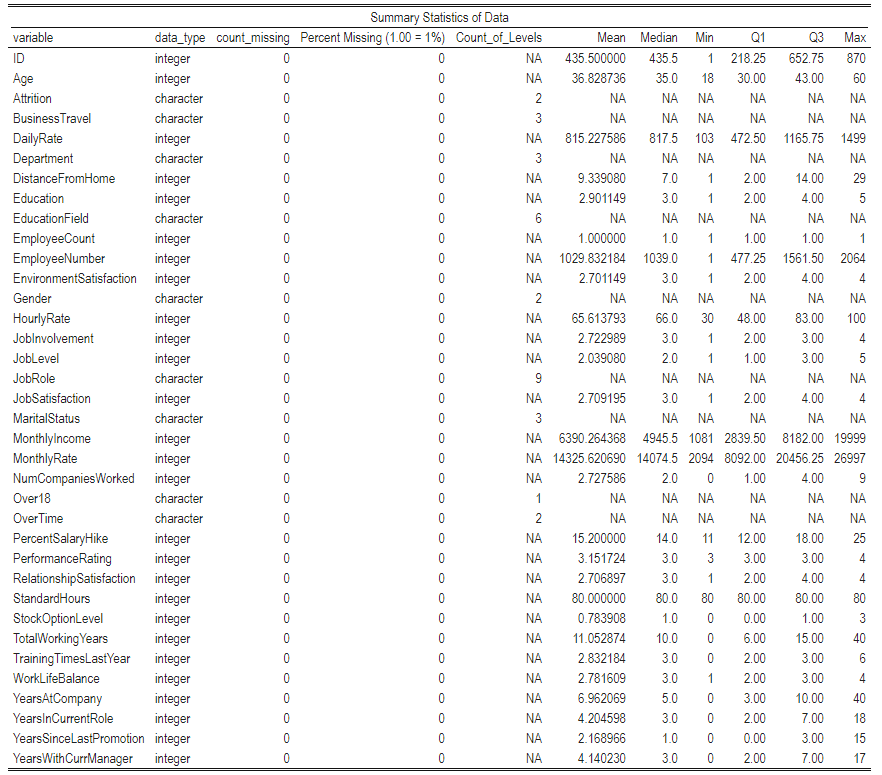 Summary Statistics of Data
variable data_type count_missing Percent Missing (1.00 = 1%) Count_of_Levels Mean Median Min Q1 Q3 Max
ID integer 0 0 NA 435.500000 435.5 1 218.25 652.75 870
Age integer 0 0 NA 36.828736 35.0 18 30.00 43.00 60
Attrition character 0 0 2 NA NA NA NA NA NA
BusinessTravel character 0 0 3 NA NA NA NA NA NA
DailyRate integer 0 0 NA 815.227586 817.5 103 472.50 1165.75 1499
Department character 0 0 3 NA NA NA NA NA NA
DistanceFromHome integer 0 0 NA 9.339080 7.0 1 2.00 14.00 29
Education integer 0 0 NA 2.901149 3.0 1 2.00 4.00 5
EducationField character 0 0 6 NA NA NA NA NA NA
EmployeeCount integer 0 0 NA 1.000000 1.0 1 1.00 1.00 1
EmployeeNumber integer 0 0 NA 1029.832184 1039.0 1 477.25 1561.50 2064
EnvironmentSatisfaction integer 0 0 NA 2.701149 3.0 1 2.00 4.00 4
Gender character 0 0 2 NA NA NA NA NA NA
HourlyRate integer 0 0 NA 65.613793 66.0 30 48.00 83.00 100
JobInvolvement integer 0 0 NA 2.722989 3.0 1 2.00 3.00 4
JobLevel integer 0 0 NA 2.039080 2.0 1 1.00 3.00 5
JobRole character 0 0 9 NA NA NA NA NA NA
JobSatisfaction integer 0 0 NA 2.709195 3.0 1 2.00 4.00 4
MaritalStatus character 0 0 3 NA NA NA NA NA NA
MonthlyIncome integer 0 0 NA 6390.264368 4945.5 1081 2839.50 8182.00 19999
MonthlyRate integer 0 0 NA 14325.620690 14074.5 2094 8092.00 20456.25 26997
NumCompaniesWorked integer 0 0 NA 2.727586 2.0 0 1.00 4.00 9
Over18 character 0 0 1 NA NA NA NA NA NA
OverTime character 0 0 2 NA NA NA NA NA NA
PercentSalaryHike integer 0 0 NA 15.200000 14.0 11 12.00 18.00 25
PerformanceRating integer 0 0 NA 3.151724 3.0 3 3.00 3.00 4
RelationshipSatisfaction integer 0 0 NA 2.706897 3.0 1 2.00 4.00 4
StandardHours integer 0 0 NA 80.000000 80.0 80 80.00 80.00 80
StockOptionLevel integer 0 0 NA 0.783908 1.0 0 0.00 1.00 3
TotalWorkingYears integer 0 0 NA 11.052874 10.0 0 6.00 15.00 40
TrainingTimesLastYear integer 0 0 NA 2.832184 3.0 0 2.00 3.00 6
WorkLifeBalance integer 0 0 NA 2.781609 3.0 1 2.00 3.00 4
YearsAtCompany integer 0 0 NA 6.962069 5.0 0 3.00 10.00 40
YearsInCurrentRole integer 0 0 NA 4.204598 3.0 0 2.00 7.00 18
YearsSinceLastPromotion integer 0 0 NA 2.168966 1.0 0 0.00 3.00 15
YearsWithCurrManager integer 0 0 NA 4.140230 3.0 0 2.00 7.00 17